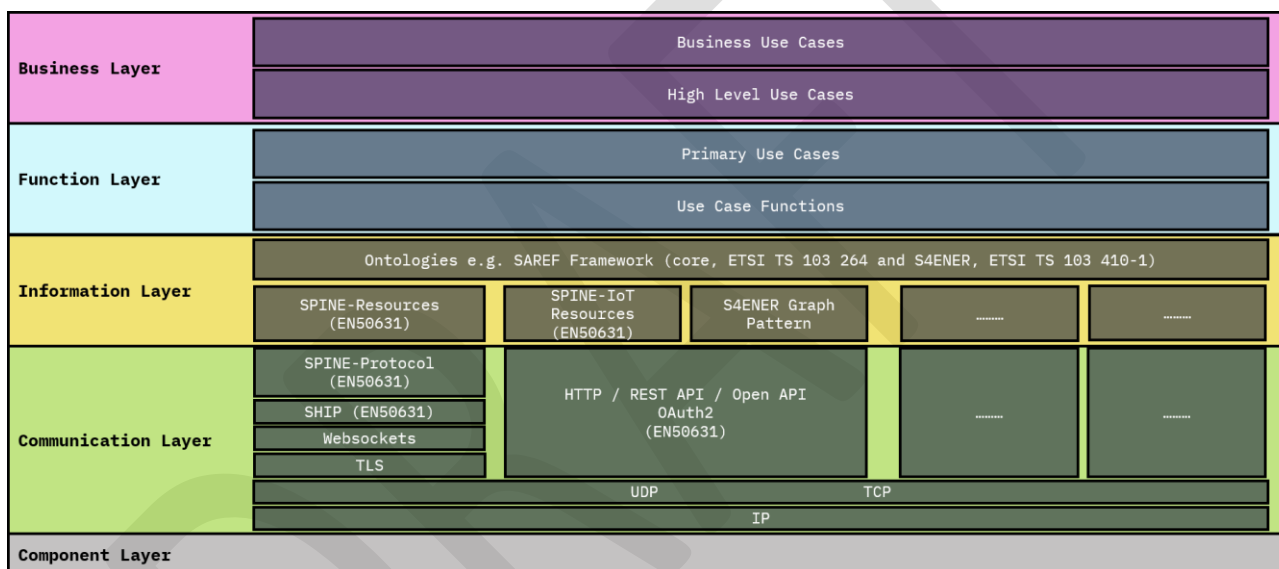 Business Layer
Business Use Cases
High Level Use Cases
Function Layer
Primary Use Cases
Use Case Functions
Information Layer
Ontologies e.g. SAREF Framework (core, ETSI TS 103 264 and S4ENER, ETSI TS 103 410-1)
SPINE-Resources
(EN50631)
SPINE-IoT
Resources
(EN50631)
S4ENER Graph
Pattern
………
………
Communication Layer
SPINE-Protocol
(EN50631)
SHIP (EN50631)
Websockets
TLS
HTTP / REST API / Open API
OAuth2
(EN50631)
………
………
UDP TCP
IP
Component Layer